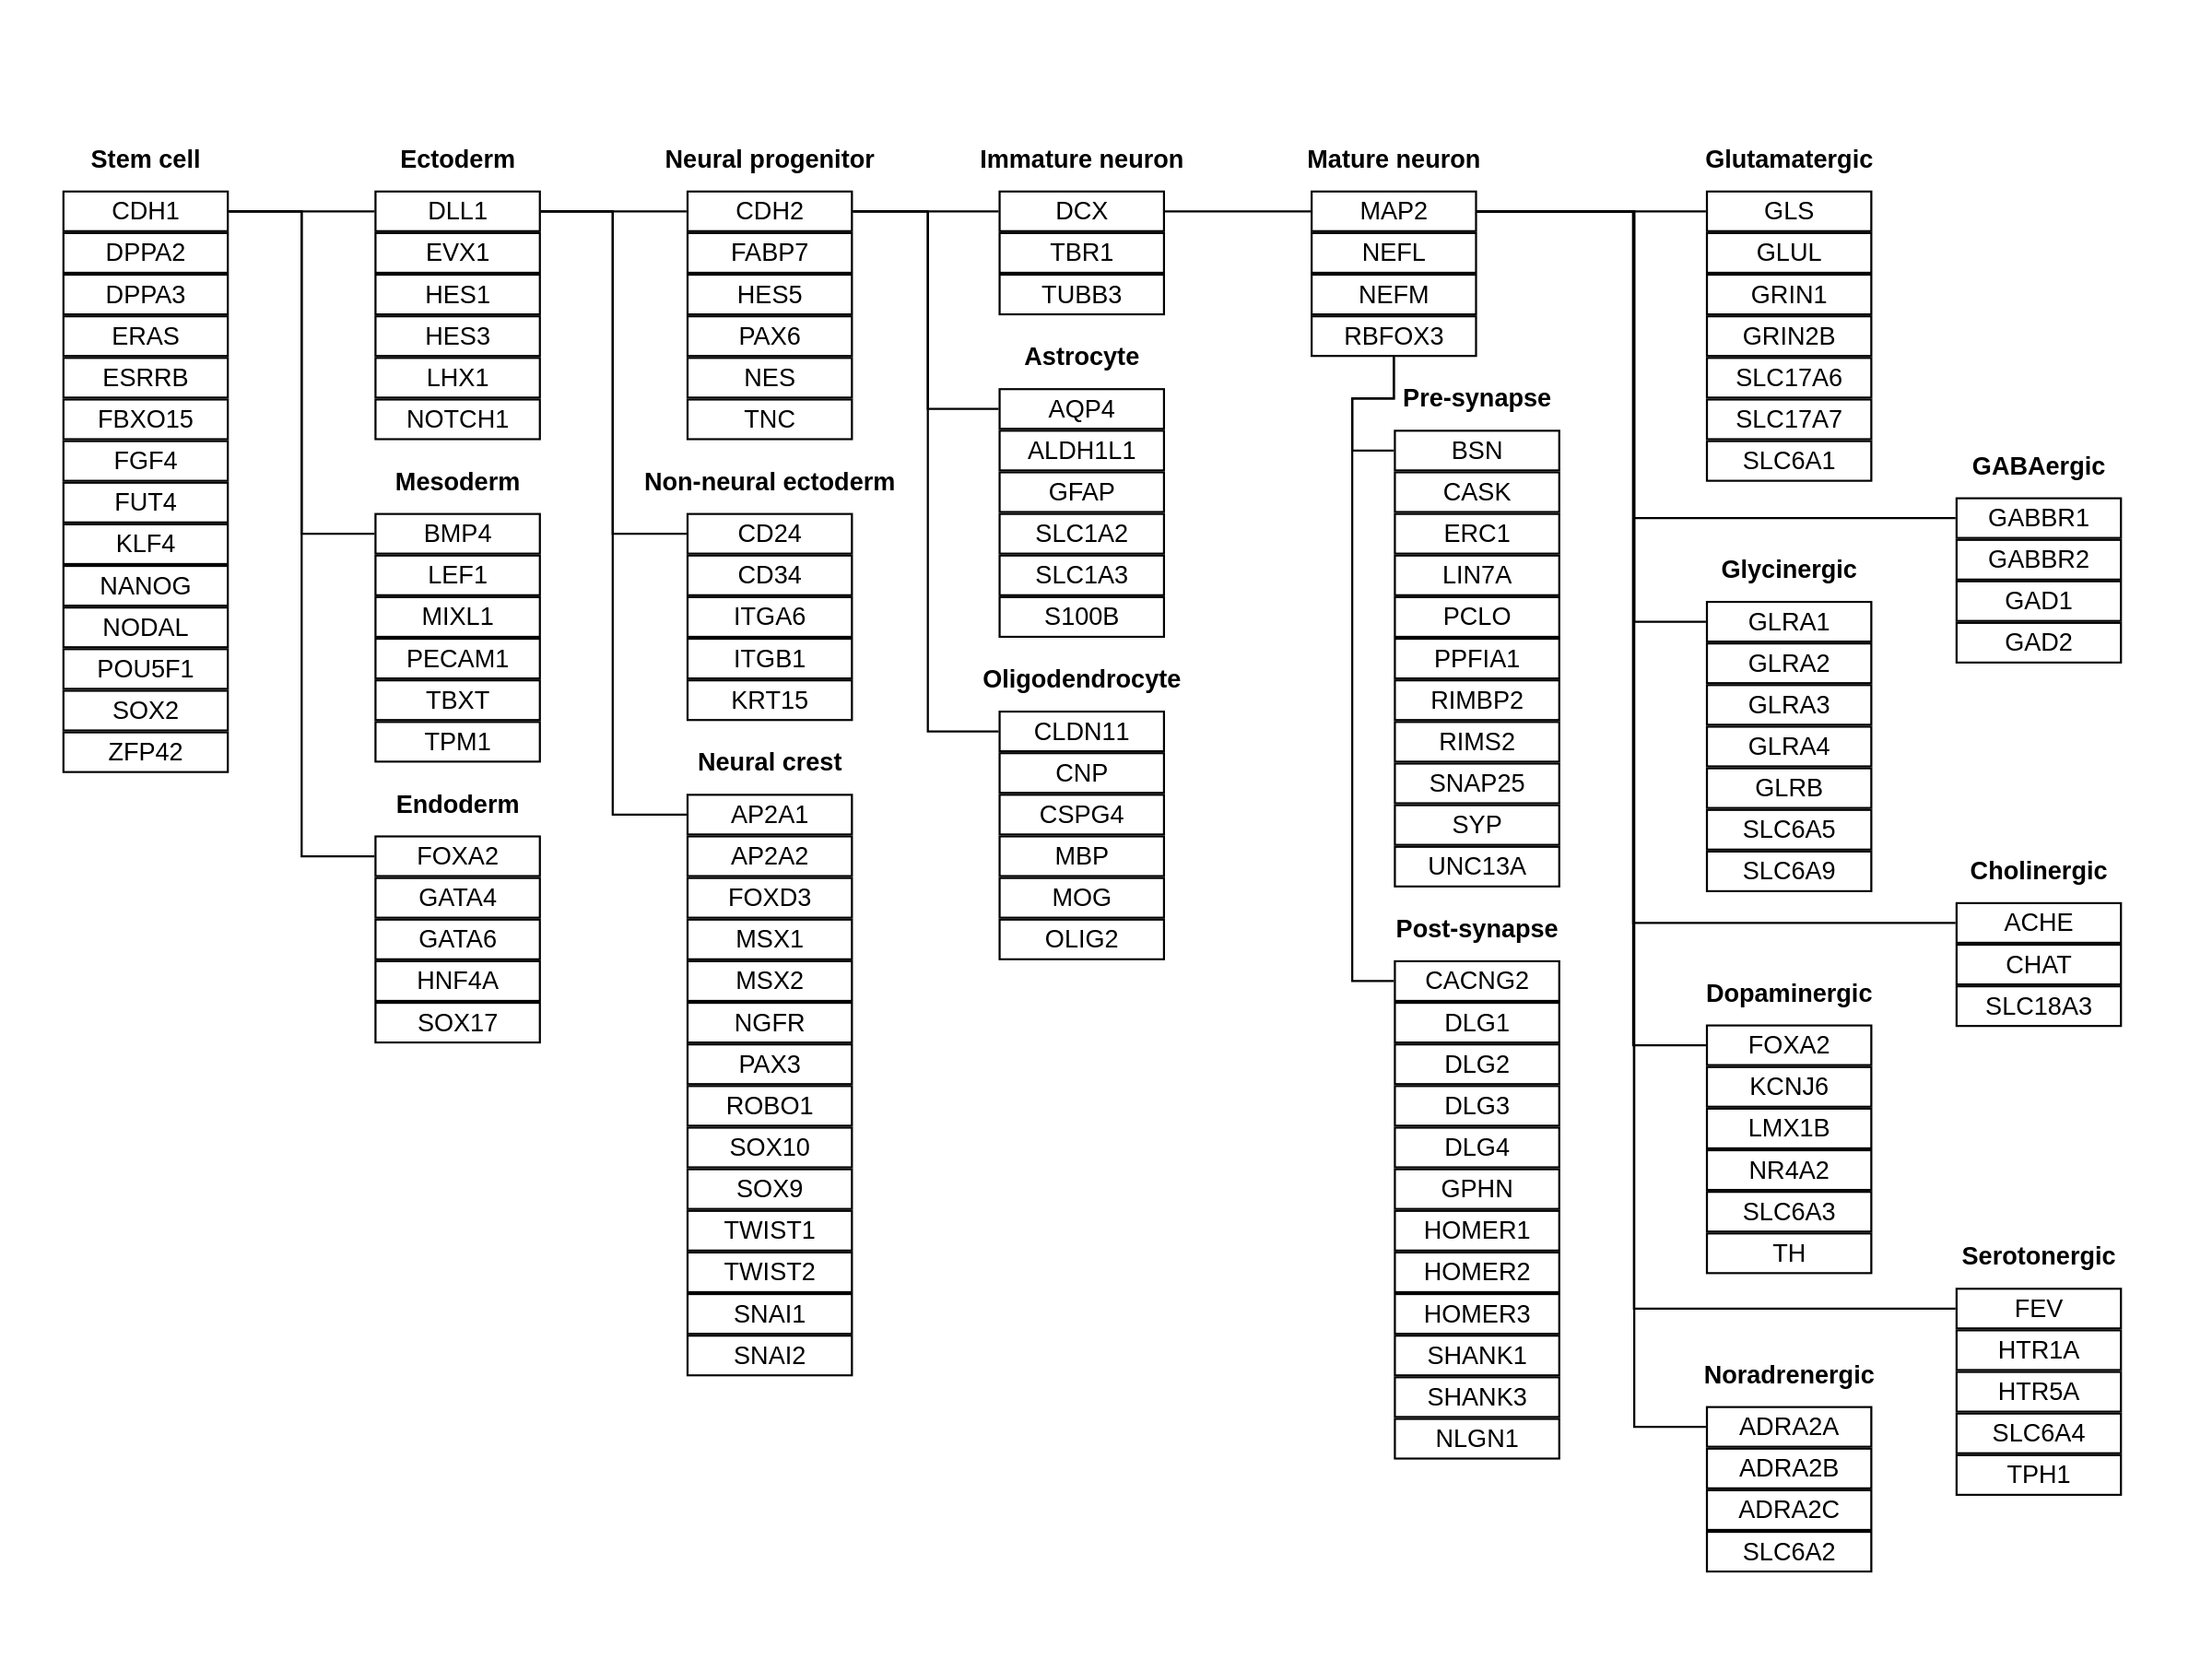 Stem cell
CDH1
DPPA2
DPPA3
ERAS
ESRRB
FBXO15
FGF4
FUT4
KLF4
NANOG
NODAL
POU5F1
SOX2
ZFP42
Ectoderm
DLL1
EVX1
HES1
HES3
LHX1
NOTCH1
Mesoderm
BMP4
LEF1
MIXL1
PECAM1
TBXT
TPM1
Endoderm
FOXA2
GATA4
GATA6
HNF4A
SOX17
Neural progenitor
CDH2
FABP7
HES5
PAX6
NES
TNC
Non-neural ectoderm
CD24
CD34
ITGA6
ITGB1
KRT15
Neural crest
AP2A1
AP2A2
FOXD3
MSX1
MSX2
NGFR
PAX3
ROBO1
SOX10
SOX9
TWIST1
TWIST2
SNAI1
SNAI2
Immature neuron
DCX
TBR1
TUBB3
Astrocyte
AQP4
ALDH1L1
GFAP
SLC1A2
SLC1A3
S100B
Oligodendrocyte
CLDN11
CNP
CSPG4
MBP
MOG
OLIG2
Mature neuron
MAP2
NEFL
NEFM
RBFOX3
Pre-synapse
BSN
CASK
ERC1
LIN7A
PCLO
PPFIA1
RIMBP2
RIMS2
SNAP25
SYP
UNC13A
Post-synapse
CACNG2
DLG1
DLG2
DLG3
DLG4
GPHN
HOMER1
HOMER2
HOMER3
SHANK1
SHANK3
NLGN1
Glutamatergic
GLS
GLUL
GRIN1
GRIN2B
SLC17A6
SLC17A7
SLC6A1
Glycinergic
GLRA1
GLRA2
GLRA3
GLRA4
GLRB
SLC6A5
SLC6A9
Dopaminergic
FOXA2
KCNJ6
LMX1B
NR4A2
SLC6A3
TH
Noradrenergic
ADRA2A
ADRA2B
ADRA2C
SLC6A2
GABAergic
GABBR1
GABBR2
GAD1
GAD2
Cholinergic
ACHE
CHAT
SLC18A3
Serotonergic
FEV
HTR1A
HTR5A
SLC6A4
TPH1